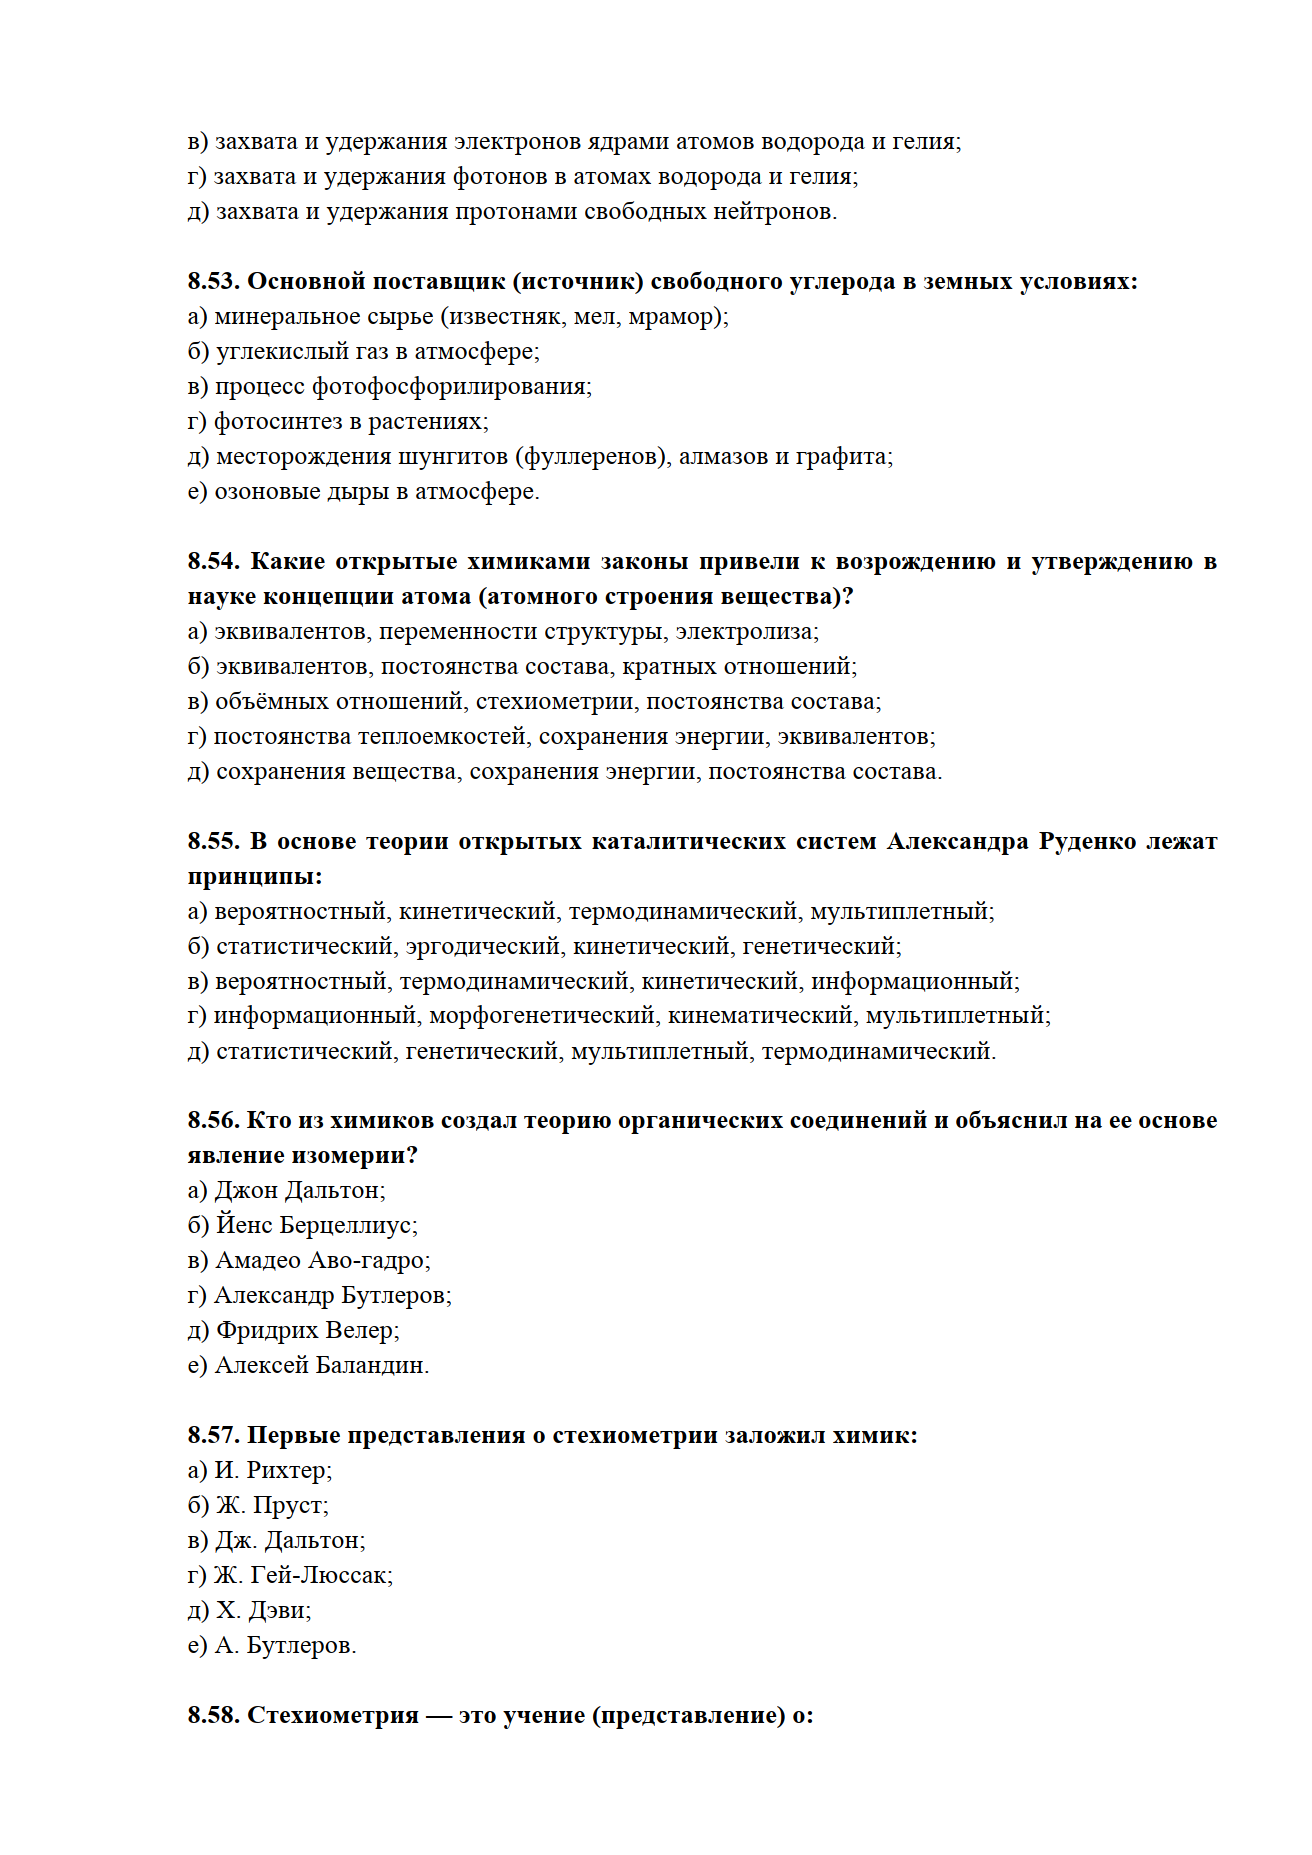 в) захвата и удержания электронов ядрами атомов водорода и гелия;
г) захвата и удержания фотонов в атомах водорода и гелия;
д) захвата и удержания протонами свободных нейтронов.
8.53. Основной поставщик (источник) свободного углерода в земных условиях:
а) минеральное сырье (известняк, мел, мрамор);
б) углекислый газ в атмосфере;
в) процесс фотофосфорилирования;
г) фотосинтез в растениях;
д) месторождения шунгитов (фуллеренов), алмазов и графита;
е) озоновые дыры в атмосфере.
8.54. Какие открытые химиками законы привели к возрождению и утверждению в
науке концепции атома (атомного строения вещества)?
а) эквивалентов, переменности структуры, электролиза;
б) эквивалентов, постоянства состава, кратных отношений;
в) объёмных отношений, стехиометрии, постоянства состава;
г) постоянства теплоемкостей, сохранения энергии, эквивалентов;
д) сохранения вещества, сохранения энергии, постоянства состава.
8.55. В основе теории открытых каталитических систем Александра Руденко лежат
принципы:
а) вероятностный, кинетический, термодинамический, мультиплетный;
б) статистический, эргодический, кинетический, генетический;
в) вероятностный, термодинамический, кинетический, информационный;
г) информационный, морфогенетический, кинематический, мультиплетный;
д) статистический, генетический, мультиплетный, термодинамический.
8.56. Кто из химиков создал теорию органических соединений и объяснил на ее основе
явление изомерии?
а) Джон Дальтон;
б) Йенс Берцеллиус;
в) Амадео Аво-гадро;
г) Александр Бутлеров;
д) Фридрих Велер;
е) Алексей Баландин.
8.57. Первые представления о стехиометрии заложил химик:
а) И. Рихтер;
б) Ж. Пруст;
в) Дж. Дальтон;
г) Ж. Гей-Люссак;
д) Х. Дэви;
е) А. Бутлеров.
8.58. Стехиометрия — это учение (представление) о: